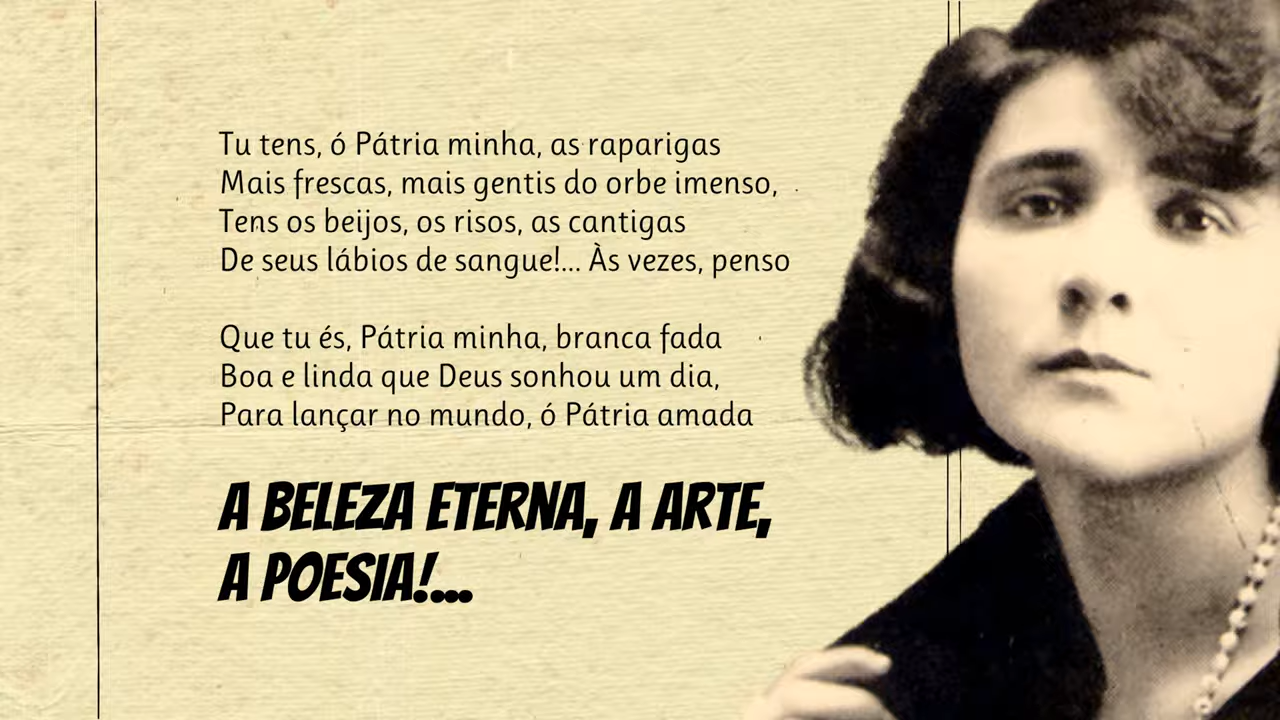 Tu tens, ó Pátria minha, as raparigas
Mais frescas, mais gentis do orbe imenso,
Tens os beijos, os risos, as cantigas
De seus lábios de sangue!... Às vezes, penso
Que tu és, Pátria minha, branca fada
Boa e linda que Deus sonhou um dia,
Para lançar no mundo, ó Pátria amada
A BELEZA ETERNA, A ARTE,
A POESIA!...